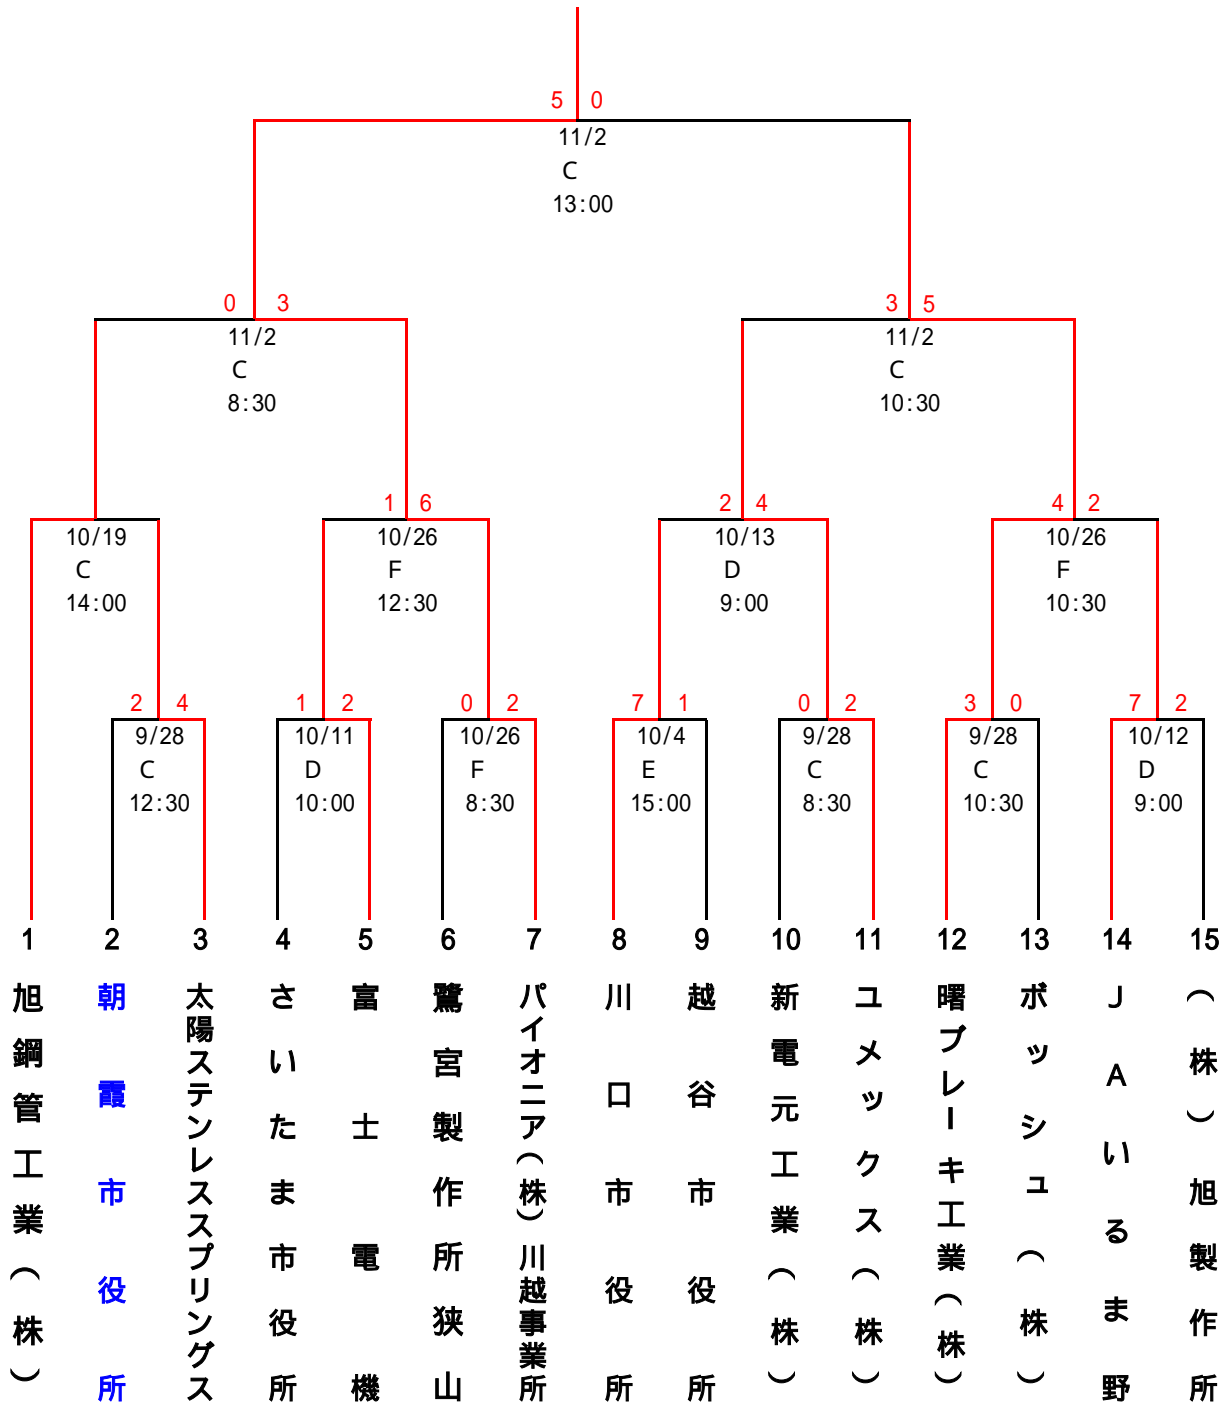 5 0
11/2
C
13:00
0 3
11/2
C
8:30
3 5
11/2
C
10:30
10/19
C
14:00
1 6
10/26
F
12:30
2 4
10/13
D
9:00
4 2
10/26
F
10:30
2 4
9/28
C
12:30
1 2
10/11
D
10:00
0 2
10/26
F
8:30
7 1
10/4
E
15:00
0 2
9/28
C
8:30
3 0
9/28
C
10:30
7 2
10/12
D
9:00
1
旭鋼管工業(株)
2
朝霞市役所
3
太陽ステンレススプリングス
4
さいたま市役所
5
富士電機
6
鷺宮製作所狭山
7
パイオニア(株)川越事業所
8
川口市役所
9
越谷市役所
10
新電元工業(株)
11
ユメックス(株)
12
曙ブレーキ工業(株)
13
ボッシュ(株)
14
JAいるま野
15
(株)旭製作所